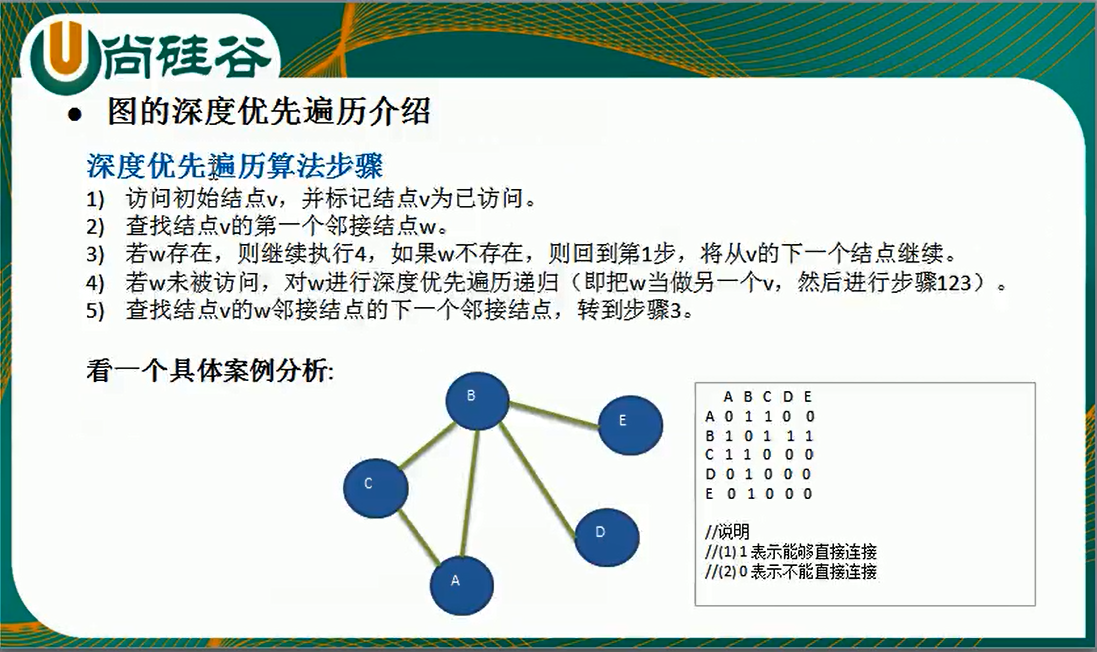 尚硅谷
● 图的深度优先遍历介绍
深度优先遍历算法步骤
1) 访问初始结点v，并标记结点v为已访问。
2) 查找结点v的第一个邻接结点w。
3) 若w存在，则继续执行4，如果w不存在，则回到第1步，将从v的下一个结点继续。
4) 若w未被访问，对w进行深度优先遍历递归（即把w当做另一个v，然后进行步骤123）。
5) 查找结点v的w邻接结点的下一个邻接结点，转到步骤3。
看一个具体案例分析:
B
E
C
D
A
A B C D E
A 0 1 1 0 0
B 1 0 1 1 1
C 1 1 0 0 0
D 0 1 0 0 0
E 0 1 0 0 0
//说明
//(1) 1 表示能够直接连接
//(2) 0 表示不能直接连接